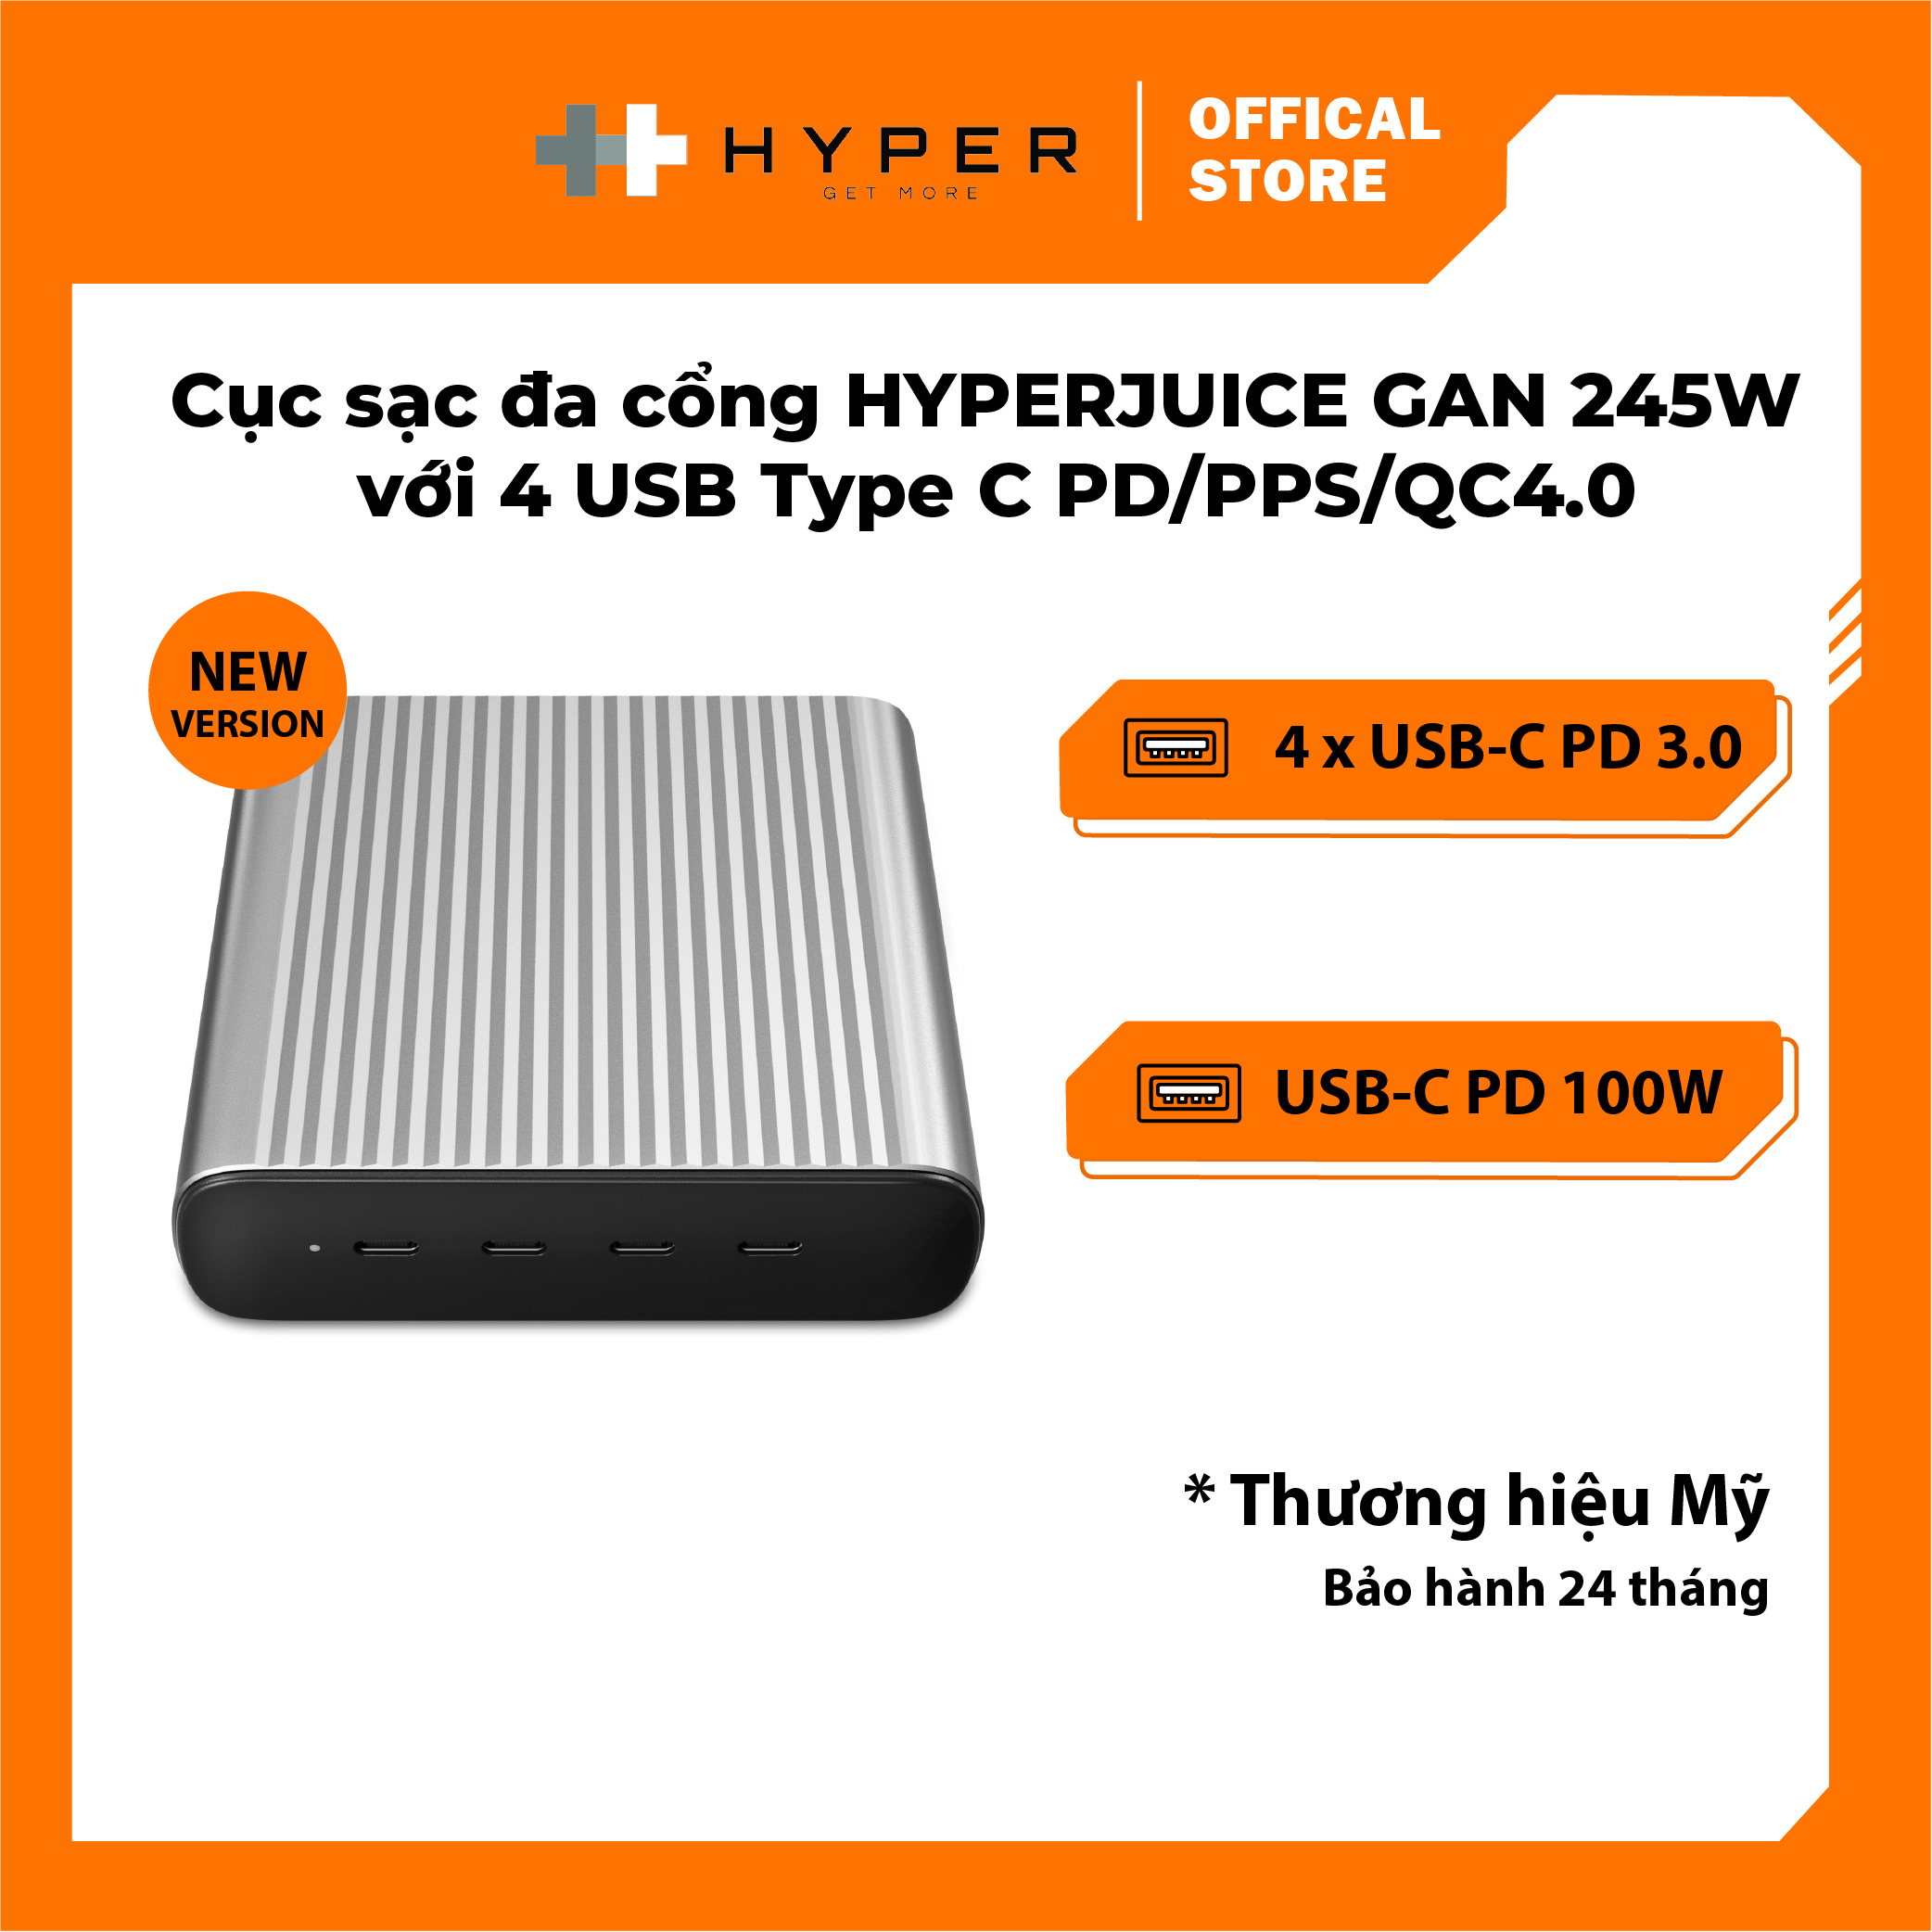 HYPER
GET MORE
OFFICAL
STORE
Cục sạc đa cổng HYPERJUICE GAN 245W
với 4 USB Type C PD/PPS/QC4.0
NEW
VERSION
4 x USB-C PD 3.0
USB-C PD 100W
* Thương hiệu Mỹ
Bảo hành 24 tháng